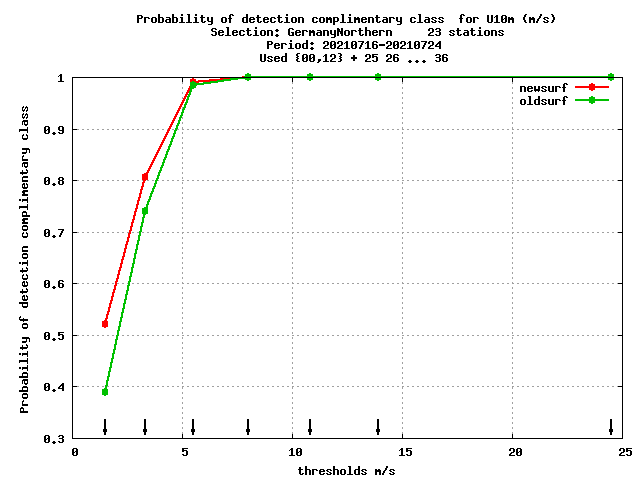 Probability of detection complimentary class  for U10m (m/s)
Selection: GermanyNorthern     23 stations
Period: 20210716-20210724
Used {00,12} + 25 26 ... 36
newsurf
oldsurf
Probability of detection complimentary class
1
0.9
0.8
0.7
0.6
0.5
0.4
0.3
0 5 10 15 20 25
thresholds m/s